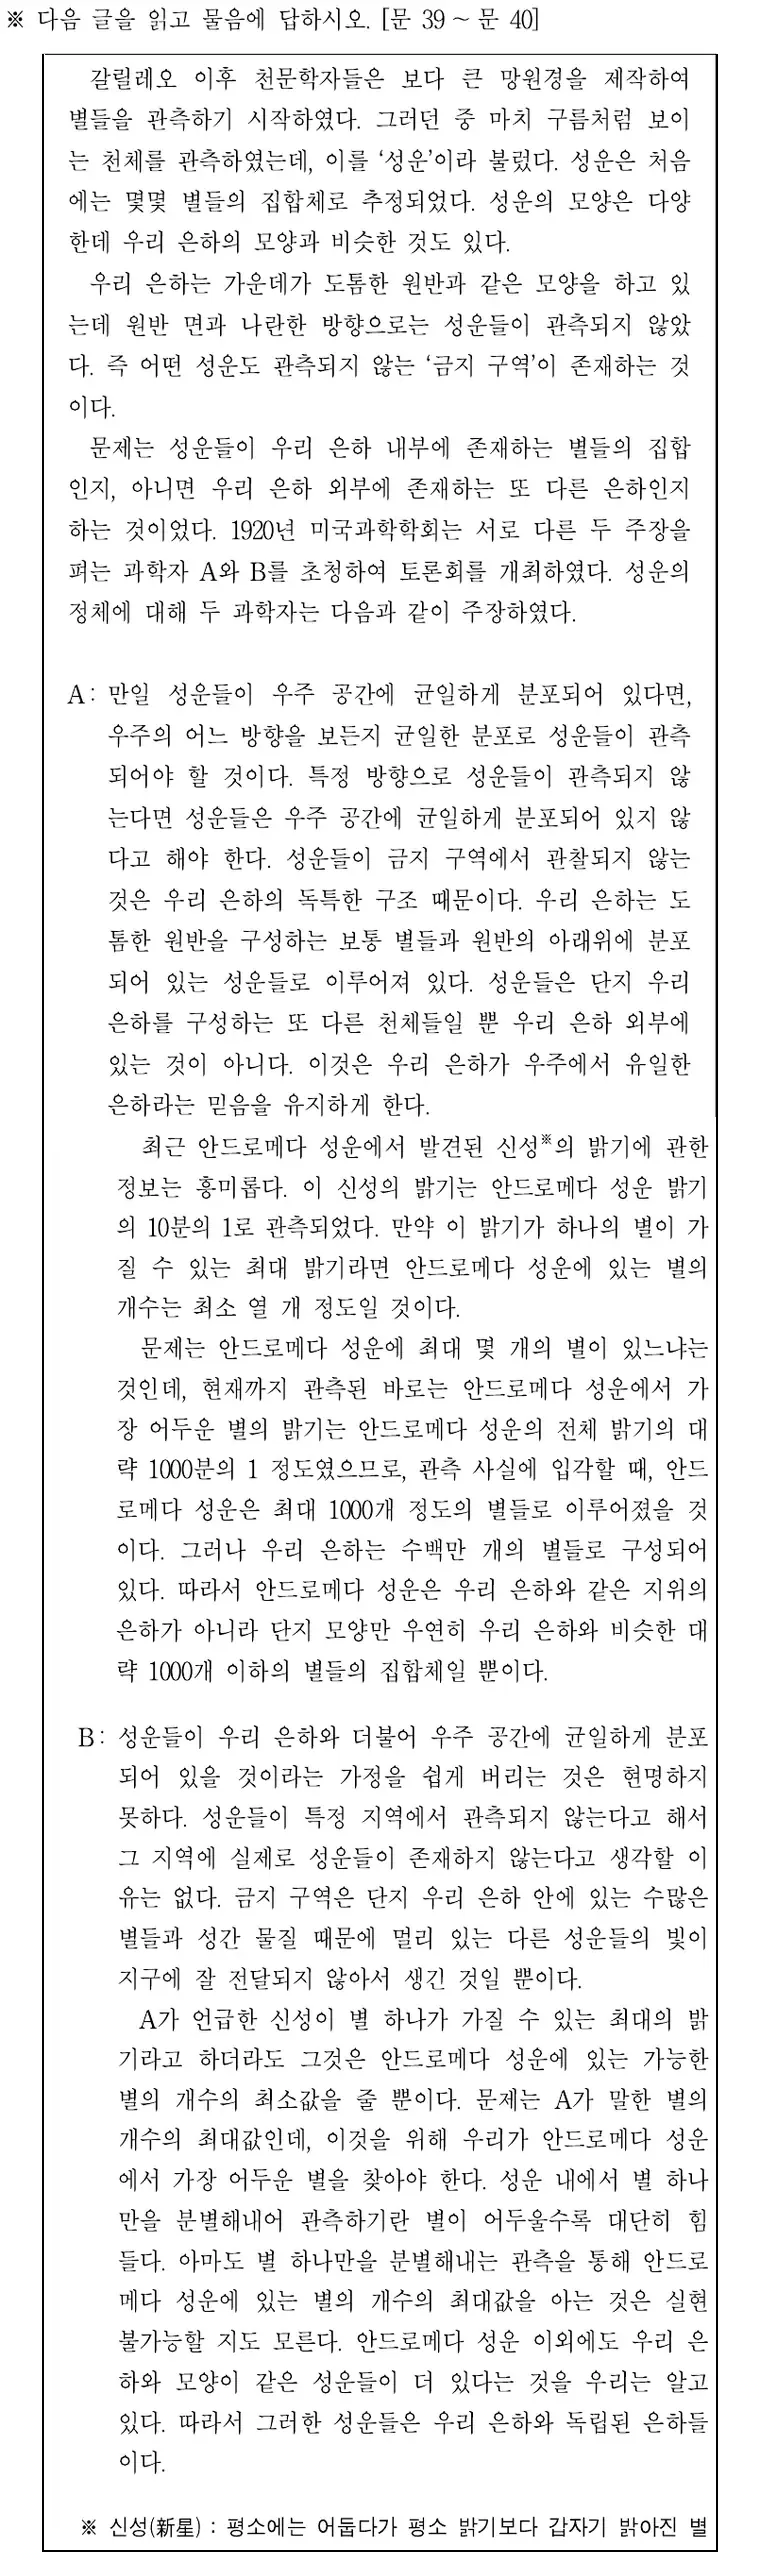 ※ 다음 글을 읽고 물음에 답하시오. [문 39 ~ 문 40]
갈릴레오 이후 천문학자들은 보다 큰 망원경을 제작하여
별들을 관측하기 시작하였다. 그러던 중 마치 구름처럼 보이
는 천체를 관측하였는데, 이를 ‘성운’이라 불렀다. 성운은 처음
에는 몇몇 별들의 집합체로 추정되었다. 성운의 모양은 다양
한데 우리 은하의 모양과 비슷한 것도 있다.
우리 은하는 가운데가 도톰한 원반과 같은 모양을 하고 있
는데 원반 면과 나란한 방향으로는 성운들이 관측되지 않았
다. 즉 어떤 성운도 관측되지 않는 ‘금지 구역’이 존재하는 것
이다.
문제는 성운들이 우리 은하 내부에 존재하는 별들의 집합
인지, 아니면 우리 은하 외부에 존재하는 또 다른 은하인지
하는 것이었다. 1920년 미국과학학회는 서로 다른 두 주장을
펴는 과학자 A와 B를 초청하여 토론회를 개최하였다. 성운의
정체에 대해 두 과학자는 다음과 같이 주장하였다.
A : 만일 성운들이 우주 공간에 균일하게 분포되어 있다면,
우주의 어느 방향을 보든지 균일한 분포로 성운들이 관측
되어야 할 것이다. 특정 방향으로 성운들이 관측되지 않
는다면 성운들은 우주 공간에 균일하게 분포되어 있지 않
다고 해야 한다. 성운들이 금지 구역에서 관찰되지 않는
것은 우리 은하의 독특한 구조 때문이다. 우리 은하는 도
톰한 원반을 구성하는 보통 별들과 원반의 아래위에 분포
되어 있는 성운들로 이루어져 있다. 성운들은 단지 우리
은하를 구성하는 또 다른 천체들일 뿐 우리 은하 외부에
있는 것이 아니다. 이것은 우리 은하가 우주에서 유일한
은하라는 믿음을 유지하게 한다.
최근 안드로메다 성운에서 발견된 신성※의 밝기에 관한
정보는 흥미롭다. 이 신성의 밝기는 안드로메다 성운 밝기
의 10분의 1로 관측되었다. 만약 이 밝기가 하나의 별이 가
질 수 있는 최대 밝기라면 안드로메다 성운에 있는 별의
개수는 최소 열 개 정도일 것이다.
문제는 안드로메다 성운에 최대 몇 개의 별이 있느냐는
것인데, 현재까지 관측된 바로는 안드로메다 성운에서 가
장 어두운 별의 밝기는 안드로메다 성운의 전체 밝기의 대
략 1000분의 1 정도였으므로, 관측 사실에 입각할 때, 안드
로메다 성운은 최대 1000개 정도의 별들로 이루어졌을 것
이다. 그러나 우리 은하는 수백만 개의 별들로 구성되어
있다. 따라서 안드로메다 성운은 우리 은하와 같은 지위의
은하가 아니라 단지 모양만 우연히 우리 은하와 비슷한 대
략 1000개 이하의 별들의 집합체일 뿐이다.
B : 성운들이 우리 은하와 더불어 우주 공간에 균일하게 분포
되어 있을 것이라는 가정을 쉽게 버리는 것은 현명하지
못하다. 성운들이 특정 지역에서 관측되지 않는다고 해서
그 지역에 실제로 성운들이 존재하지 않는다고 생각할 이
유는 없다. 금지 구역은 단지 우리 은하 안에 있는 수많은
별들과 성간 물질 때문에 멀리 있는 다른 성운들의 빛이
지구에 잘 전달되지 않아서 생긴 것일 뿐이다.
A가 언급한 신성이 별 하나가 가질 수 있는 최대의 밝
기라고 하더라도 그것은 안드로메다 성운에 있는 가능한
별의 개수의 최소값을 줄 뿐이다. 문제는 A가 말한 별의
개수의 최대값인데, 이것을 위해 우리가 안드로메다 성운
에서 가장 어두운 별을 찾아야 한다. 성운 내에서 별 하나
만을 분별해내어 관측하기란 별이 어두울수록 대단히 힘
들다. 아마도 별 하나만을 분별해내는 관측을 통해 안드로
메다 성운에 있는 별의 개수의 최대값을 아는 것은 실현
불가능할 지도 모른다. 안드로메다 성운 이외에도 우리 은
하와 모양이 같은 성운들이 더 있다는 것을 우리는 알고
있다. 따라서 그러한 성운들은 우리 은하와 독립된 은하들
이다.
※ 신성(新星) : 평소에는 어둡다가 평소 밝기보다 갑자기 밝아진 별